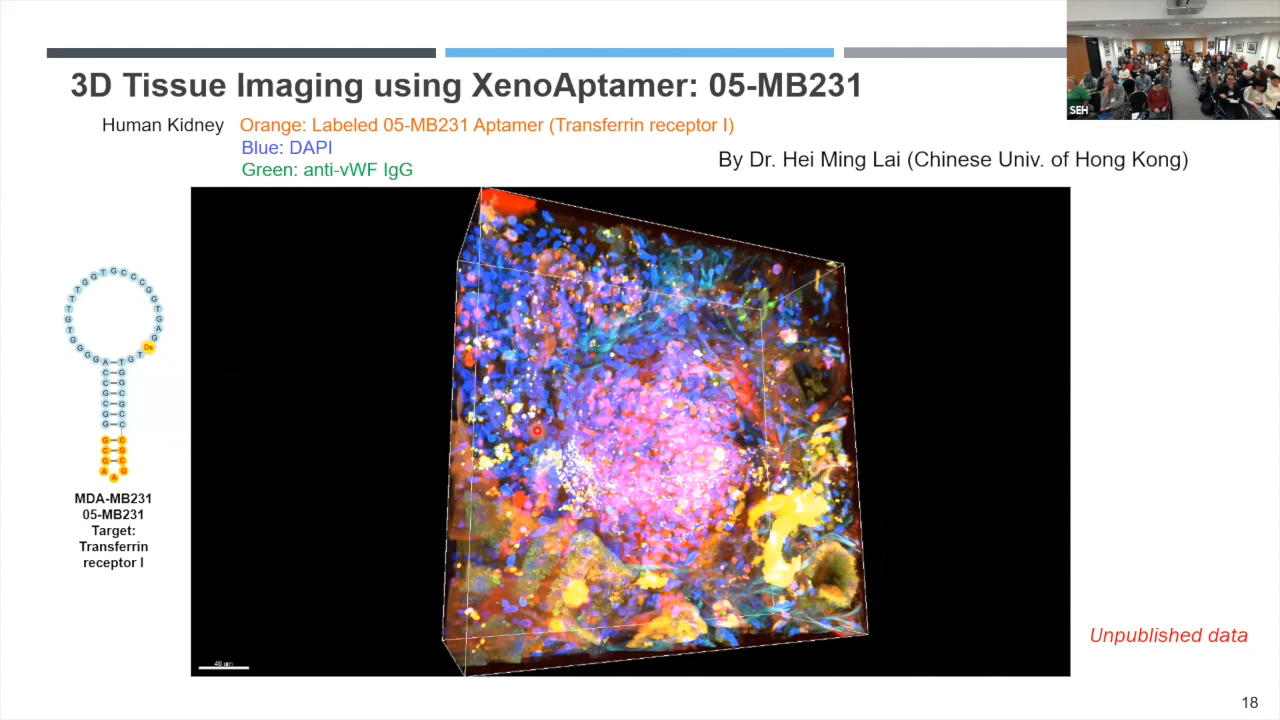 3D Tissue Imaging using XenoAptamer: 05-MB231
SEH
Human Kidney Orange: Labeled 05-MB231 Aptamer (Transferrin receptor I)
Blue: DAPI
Green: anti-vWF IgG
By Dr. Hei Ming Lai (Chinese Univ. of Hong Kong)
Ds
MDA-MB231
05-MB231
Target:
Transferrin
receptor I
Unpublished data
18